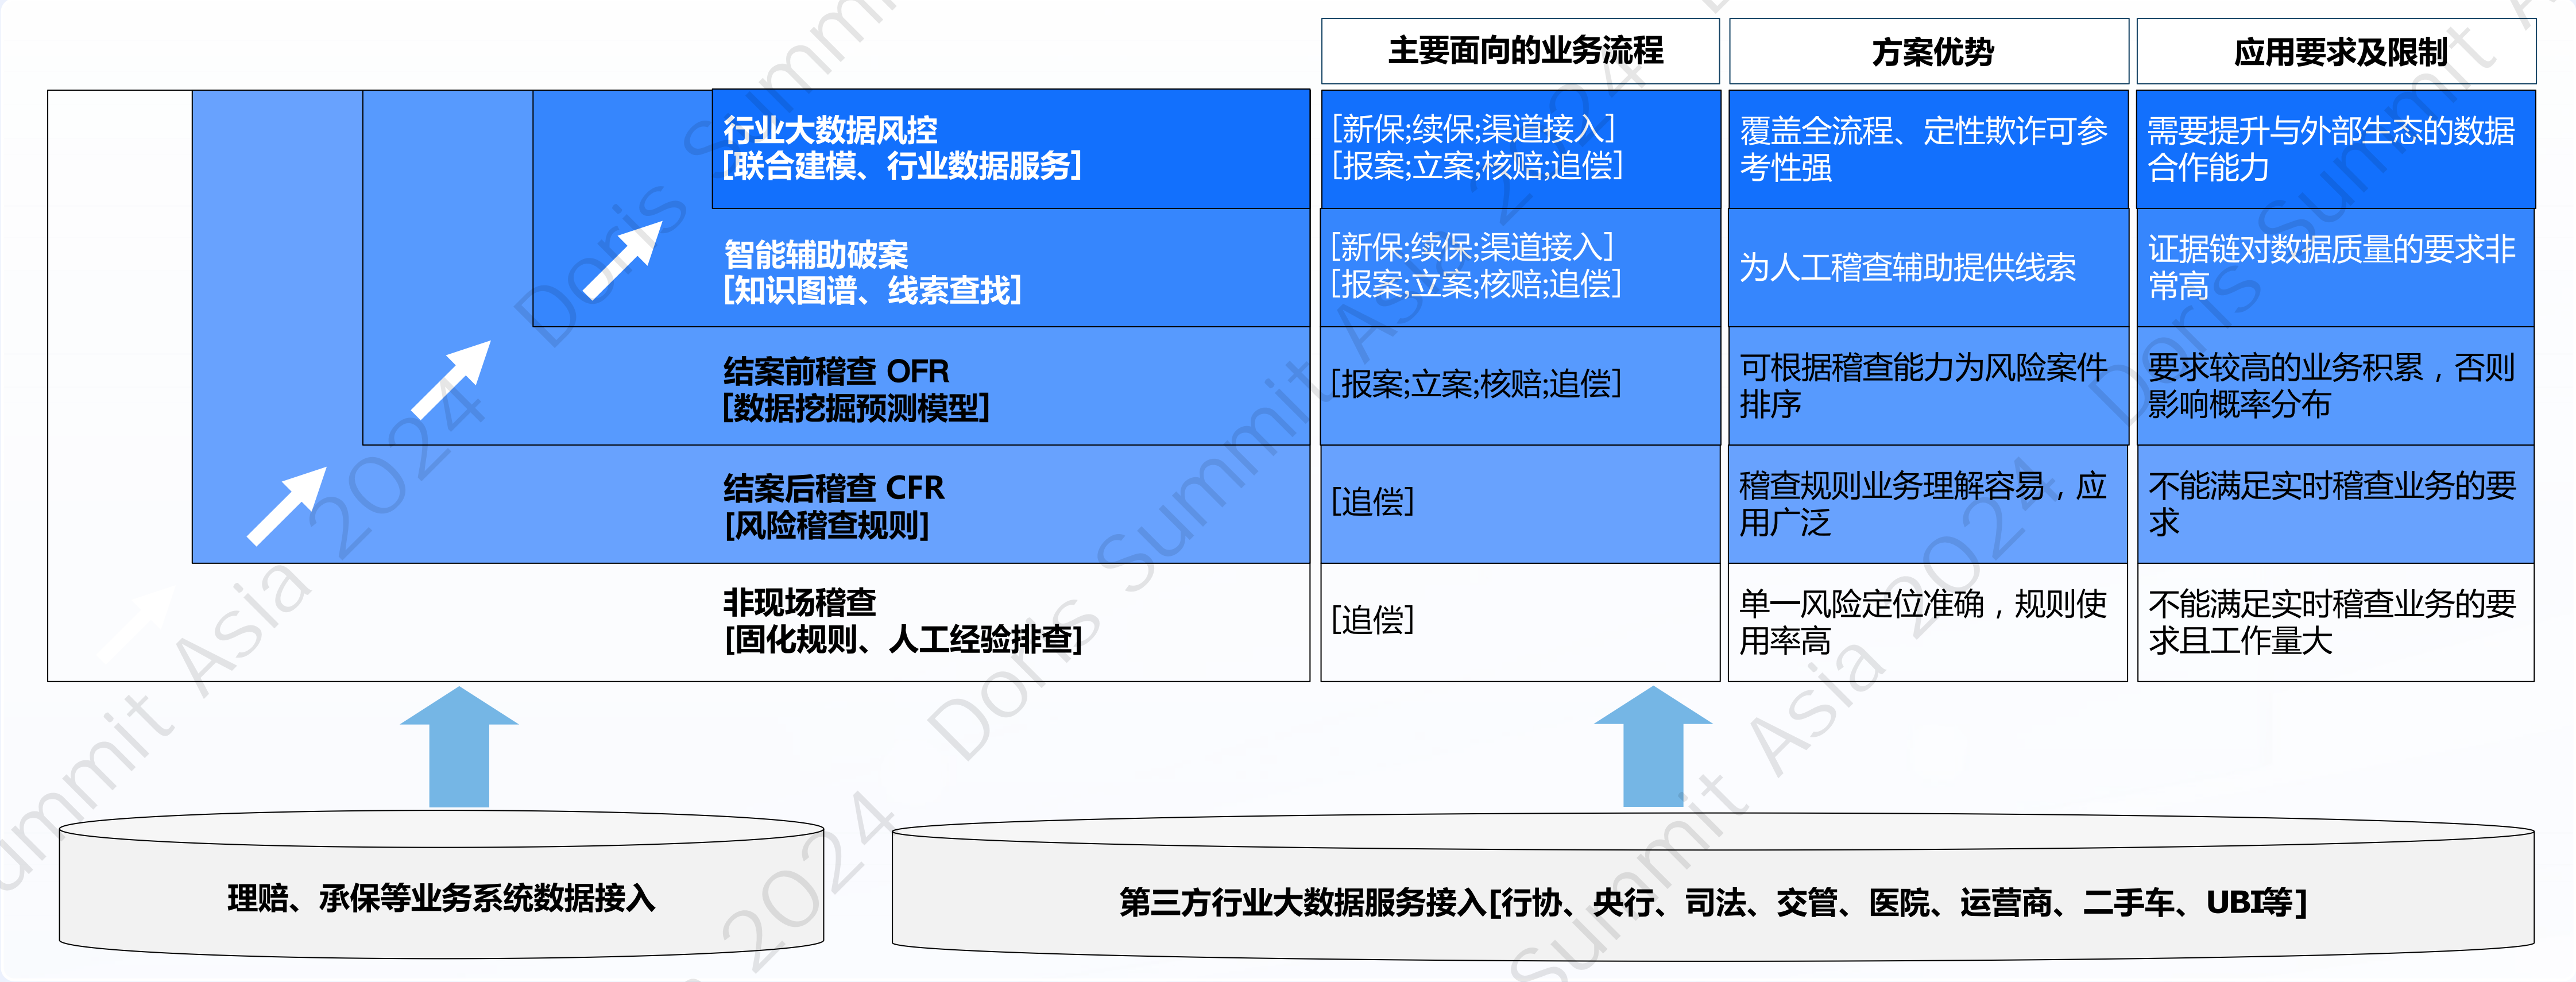 主要面向的业务流程
方案优势
应用要求及限制
行业大数据风控
[联合建模、行业数据服务]
[新保;续保;渠道接入]
[报案;立案;核赔;追偿]
覆盖全流程、定性欺诈可参
考性强
需要提升与外部生态的数据
合作能力
智能辅助破案
[知识图谱、线索查找]
[新保;续保;渠道接入]
[报案;立案;核赔;追偿]
为人工稽查辅助提供线索
证据链对数据质量的要求非
常高
结案前稽查 OFR
[数据挖掘预测模型]
[报案;立案;核赔;追偿]
可根据稽查能力为风险案件
排序
要求较高的业务积累，否则
影响概率分布
结案后稽查 CFR
[风险稽查规则]
[追偿]
稽查规则业务理解容易，应
用广泛
不能满足实时稽查业务的要
求
非现场稽查
[固化规则、人工经验排查]
[追偿]
单一风险定位准确，规则使
用率高
不能满足实时稽查业务的要
求且工作量大
理赔、承保等业务系统数据接入
第三方行业大数据服务接入[行协、央行、司法、交管、医院、运营商、二手车、UBI等]
Doris Summit Asia 2024
Doris Summit Asia 2024
Doris Summit Asia 2024